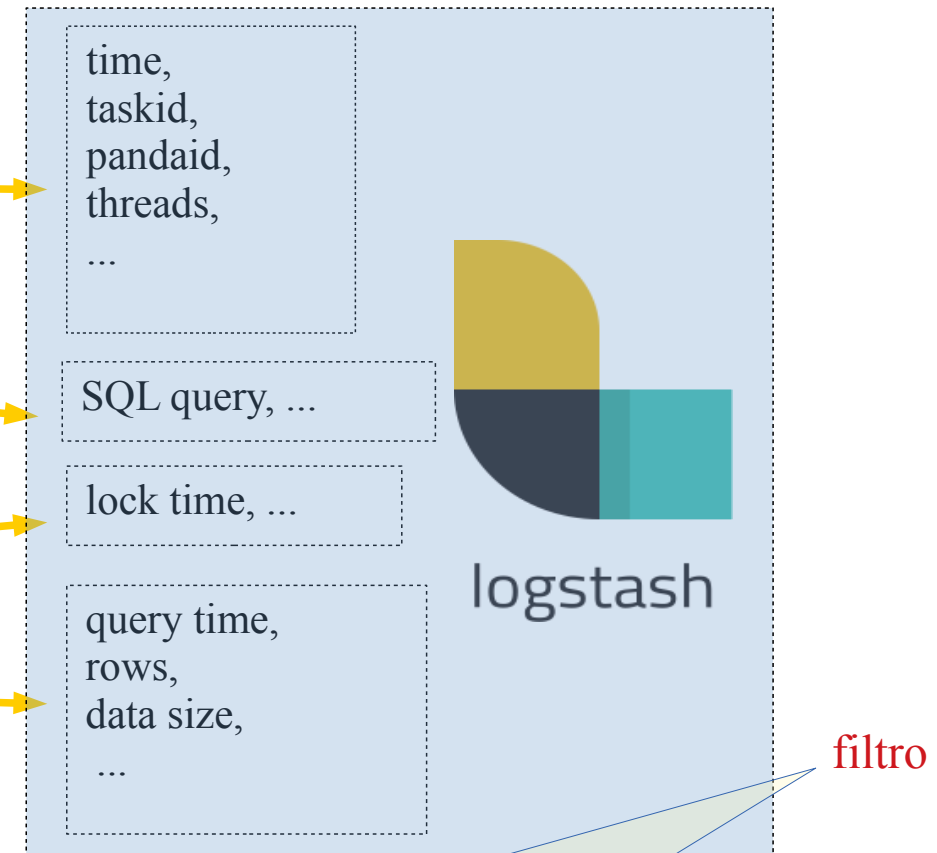 time,
taskid,
pandaid,
threads,
...
SQL query, ...
lock time, ...
logstash
query time,
rows,
data size,
...
filtro